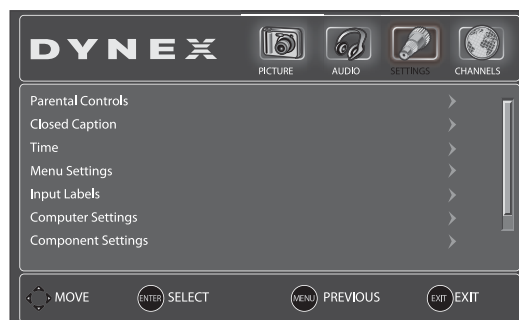 DYNEX
PICTURE
AUDIO
SETTINGS
CHANNELS
Parental Controls
Closed Caption
Time
Menu Settings
Input Labels
Computer Settings
Component Settings
MOVE
ENTER SELECT
MENU PREVIOUS
EXIT EXIT